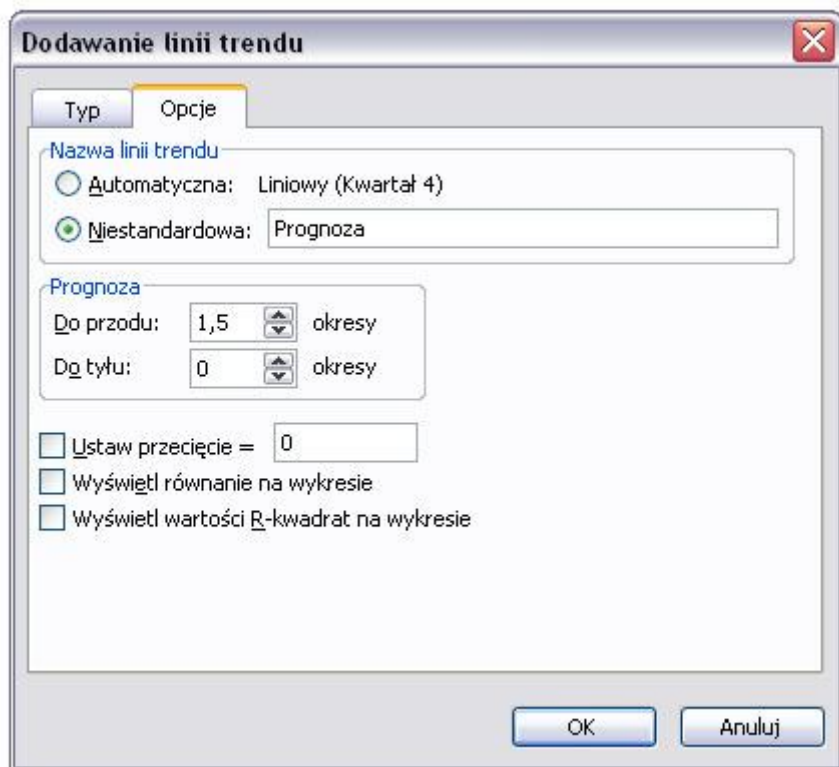 Dodawanie linii trendu
Typ Opcje
Nazwa linii trendu
Automatyczna: Liniowy (Kwartał 4)
Niestandardowa: Prognoza
Prognoza
Do przodu: 1,5 okresy
Do tyłu: 0 okresy
Ustaw przecięcie = 0
Wyświetl równanie na wykresie
Wyświetl wartości R-kwadrat na wykresie
OK Anuluj